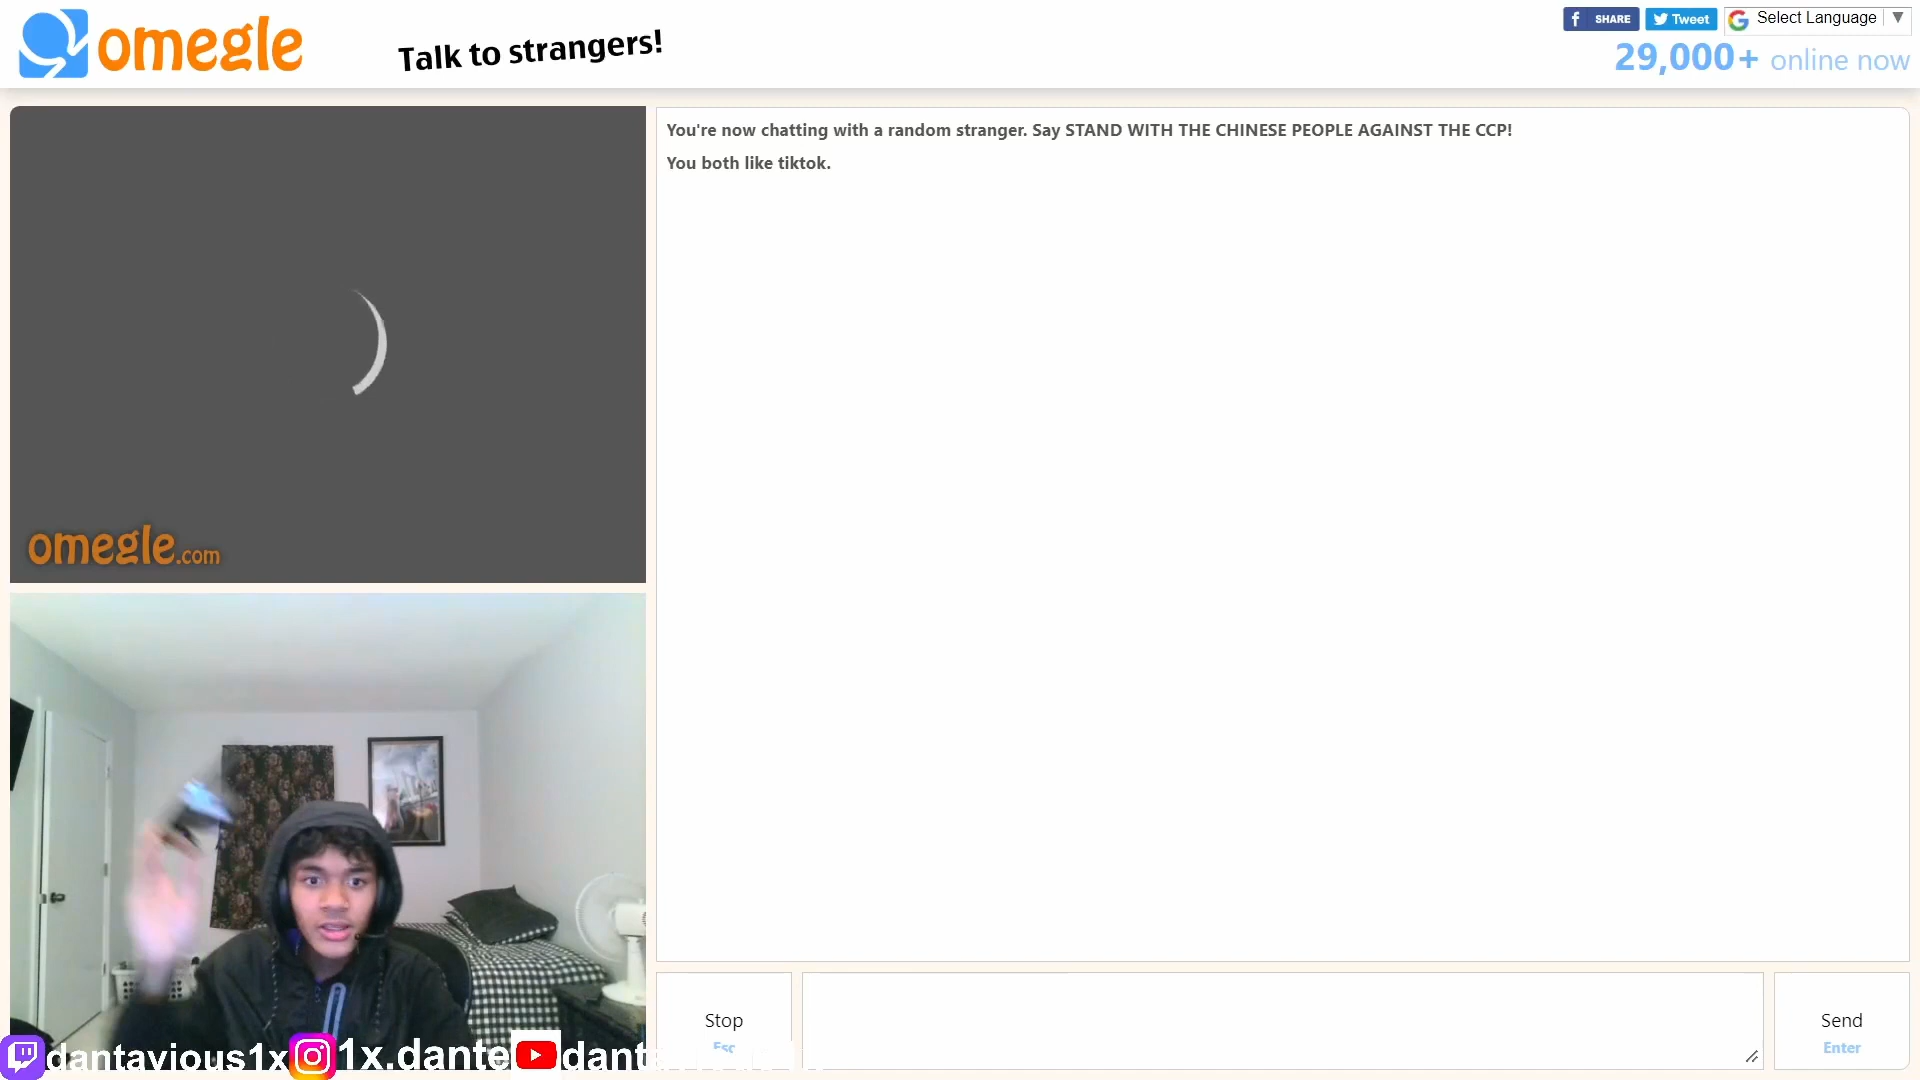 omegle
Talk to strangers!
SHARE
Tweet
Select Language
29,000+ online now
You're now chatting with a random stranger. Say STAND WITH THE CHINESE PEOPLE AGAINST THE CCP!
You both like tiktok.
omegle.com
Stop
Esc
Send
Enter
dantavious1x
1x.dante